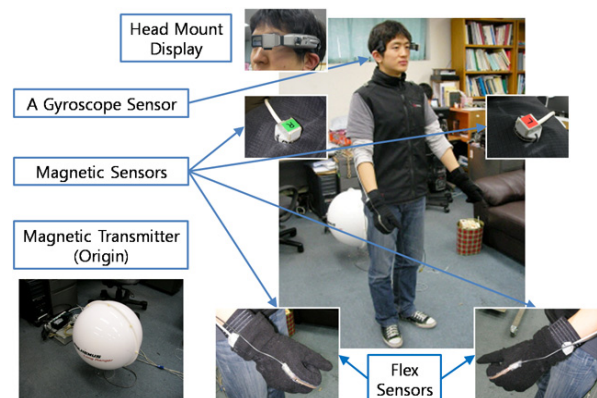 Head Mount
Display
A Gyroscope Sensor
Magnetic Sensors
Magnetic Transmitter
(Origin)
Flex
Sensors